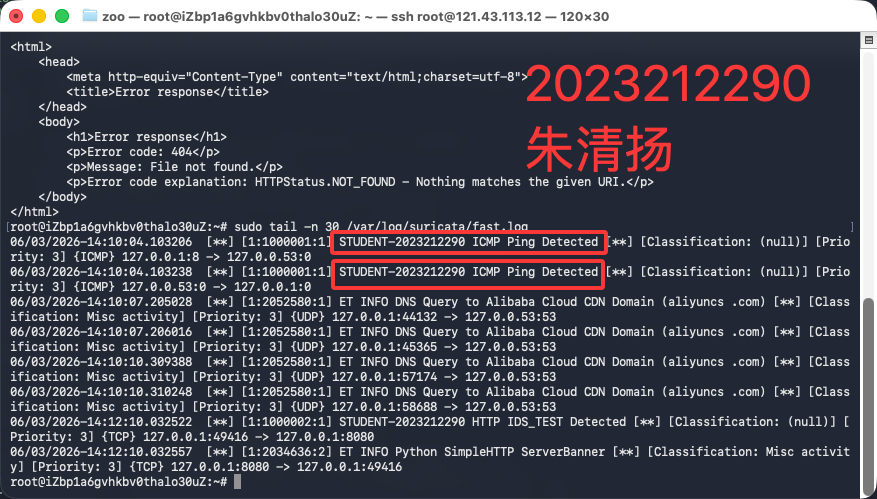 zoo — root@iZbp1a6gvhkbv0thalo30uZ: ~ — ssh root@121.43.113.12 — 120×30
<html>
    <head>
        <meta http-equiv="Content-Type" content="text/html;charset=utf-8">
        <title>Error response</title>
    </head>
    <body>
        <h1>Error response</h1>
        <p>Error code: 404</p>
        <p>Message: File not found.</p>
        <p>Error code explanation: HTTPStatus.NOT_FOUND - Nothing matches the given URI.</p>
    </body>
</html>
2023212290
朱清扬
[root@iZbp1a6gvhkbv0thalo30uZ:~# sudo tail -n 30 /var/log/suricata/fast.log ]
06/03/2026-14:10:04.103206  [**] [1:1000001:1] STUDENT-2023212290 ICMP Ping Detected [**] [Classification: (null)] [Prio
rity: 3] {ICMP} 127.0.0.1:8 -> 127.0.0.53:0
06/03/2026-14:10:04.103238  [**] [1:1000001:1] STUDENT-2023212290 ICMP Ping Detected [**] [Classification: (null)] [Prio
rity: 3] {ICMP} 127.0.0.53:0 -> 127.0.0.1:0
06/03/2026-14:10:07.205028  [**] [1:2052580:1] ET INFO DNS Query to Alibaba Cloud CDN Domain (aliyuncs .com) [**] [Class
ification: Misc activity] [Priority: 3] {UDP} 127.0.0.1:44132 -> 127.0.0.53:53
06/03/2026-14:10:07.206016  [**] [1:2052580:1] ET INFO DNS Query to Alibaba Cloud CDN Domain (aliyuncs .com) [**] [Class
ification: Misc activity] [Priority: 3] {UDP} 127.0.0.1:45365 -> 127.0.0.53:53
06/03/2026-14:10:10.309388  [**] [1:2052580:1] ET INFO DNS Query to Alibaba Cloud CDN Domain (aliyuncs .com) [**] [Class
ification: Misc activity] [Priority: 3] {UDP} 127.0.0.1:57174 -> 127.0.0.53:53
06/03/2026-14:10:10.310248  [**] [1:2052580:1] ET INFO DNS Query to Alibaba Cloud CDN Domain (aliyuncs .com) [**] [Class
ification: Misc activity] [Priority: 3] {UDP} 127.0.0.1:58688 -> 127.0.0.53:53
06/03/2026-14:12:10.032522  [**] [1:1000002:1] STUDENT-2023212290 HTTP IDS_TEST Detected [**] [Classification: (null)] [
Priority: 3] {TCP} 127.0.0.1:49416 -> 127.0.0.1:8080
06/03/2026-14:12:10.032557  [**] [1:2034636:2] ET INFO Python SimpleHTTP ServerBanner [**] [Classification: Misc activit
y] [Priority: 3] {TCP} 127.0.0.1:8080 -> 127.0.0.1:49416
root@iZbp1a6gvhkbv0thalo30uZ:~#